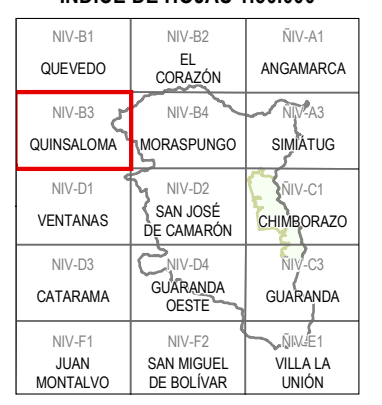 ÍNDICE DE HOJAS 1:50.000
NIV-B1
QUEVEDO
NIV-B2
EL
CORAZÓN
ÑIV-A1
ANGAMARCA
NIV-B3
QUINSALOMA
NIV-B4
MORASPUNGO
ÑIV-A3
SIMIÁTUG
NIV-D1
VENTANAS
NIV-D2
SAN JOSÉ
DE CAMARÓN
ÑIV-C1
CHIMBORAZO
NIV-D3
CATARAMA
NIV-D4
GUARANDA
OESTE
ÑIV-C3
GUARANDA
NIV-F1
JUAN
MONTALVO
NIV-F2
SAN MIGUEL
DE BOLÍVAR
ÑIV-E1
VILLA LA
UNIÓN